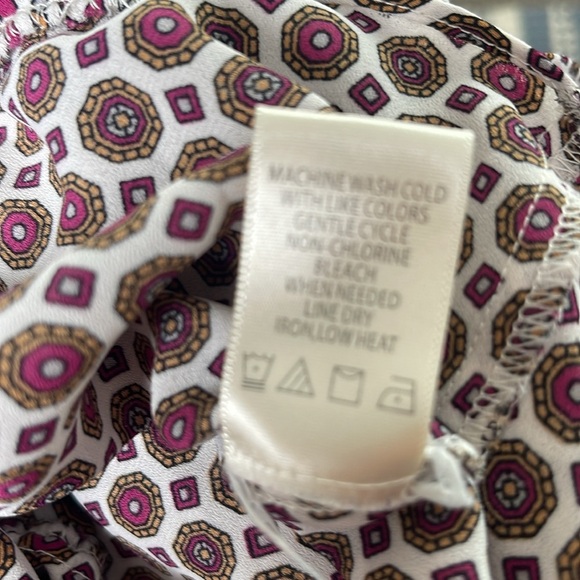 MACHINE WASH COLD
WITH LIKE COLORS
GENTLE CYCLE
NON-CHLORINE
BLEACH
WHEN NEEDED
LINE DRY
IRON LOW HEAT